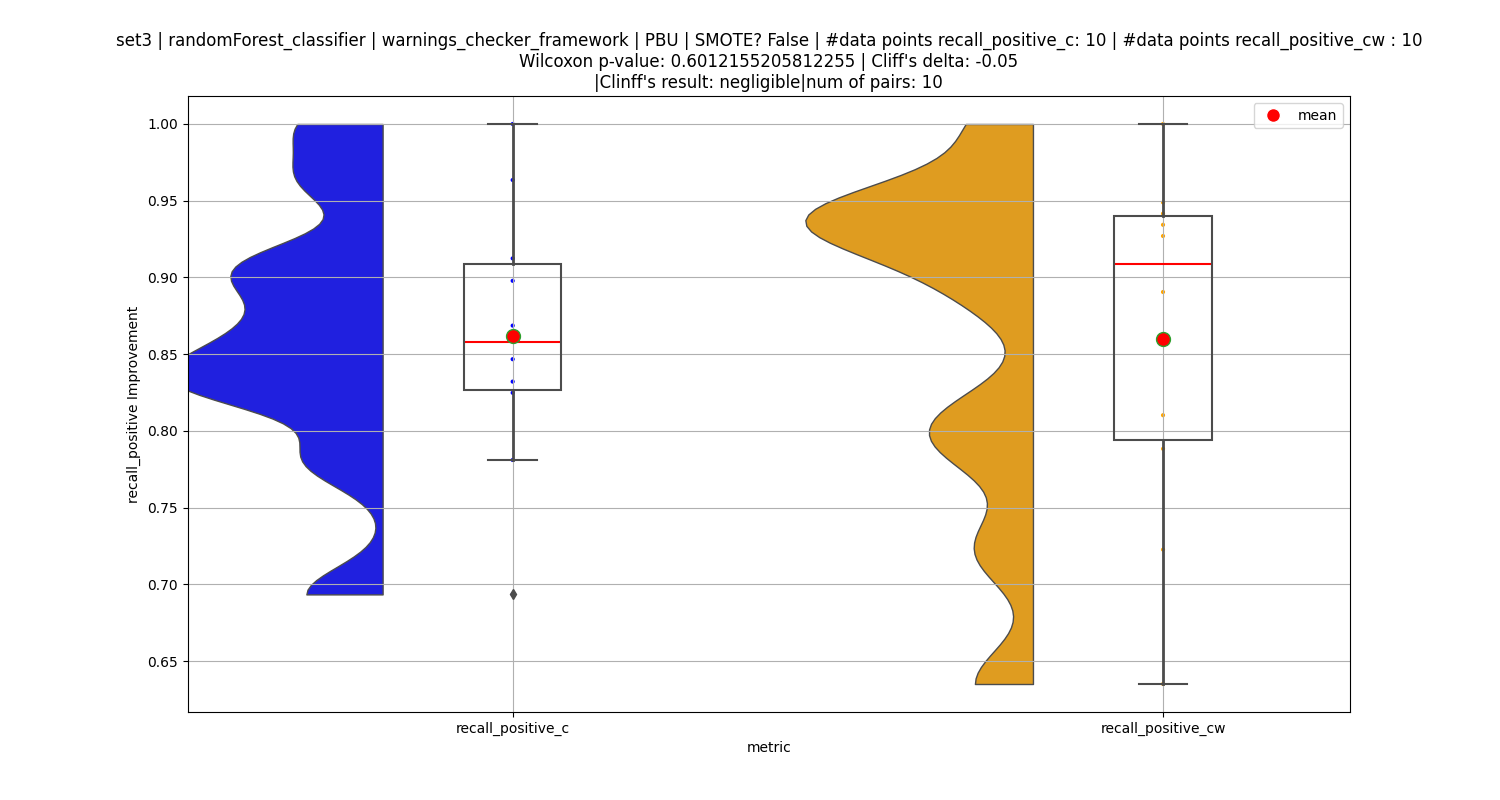 set3 | randomForest_classifier | warnings_checker_framework | PBU | SMOTE? False | #data points recall_positive_c: 10 | #data points recall_positive_cw : 10
Wilcoxon p-value: 0.6012155205812255 | Cliff's delta: -0.05
|Clinff's result: negligible|num of pairs: 10
mean
1.00
0.95
0.90
0.85
0.80
0.75
0.70
0.65
recall_positive Improvement
recall_positive_c
recall_positive_cw
metric